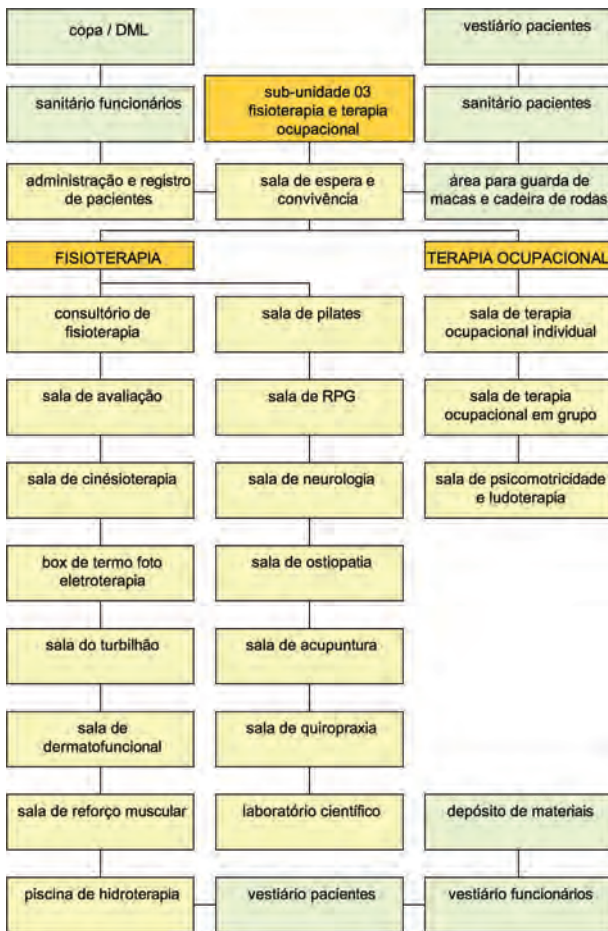 copa / DML
vestiário pacientes
sanitário funcionários
sub-unidade 03
fisioterapia e terapia
ocupacional
sanitário pacientes
administração e registro
de pacientes
sala de espera e
convivência
área para guarda de
macas e cadeira de rodas
FISIOTERAPIA
TERAPIA OCUPACIONAL
consultório de
fisioterapia
sala de pilates
sala de terapia
ocupacional individual
sala de avaliação
sala de RPG
sala de terapia
ocupacional em grupo
sala de cinésioterapia
sala de neurologia
sala de psicomotricidade
e ludoterapia
box de termo foto
eletroterapia
sala de ostiopatia
sala do turbilhão
sala de acupuntura
sala de
dermatofuncional
sala de quiropraxia
sala de reforço muscular
laboratório científico
depósito de materiais
piscina de hidroterapia
vestiário pacientes
vestiário funcionários